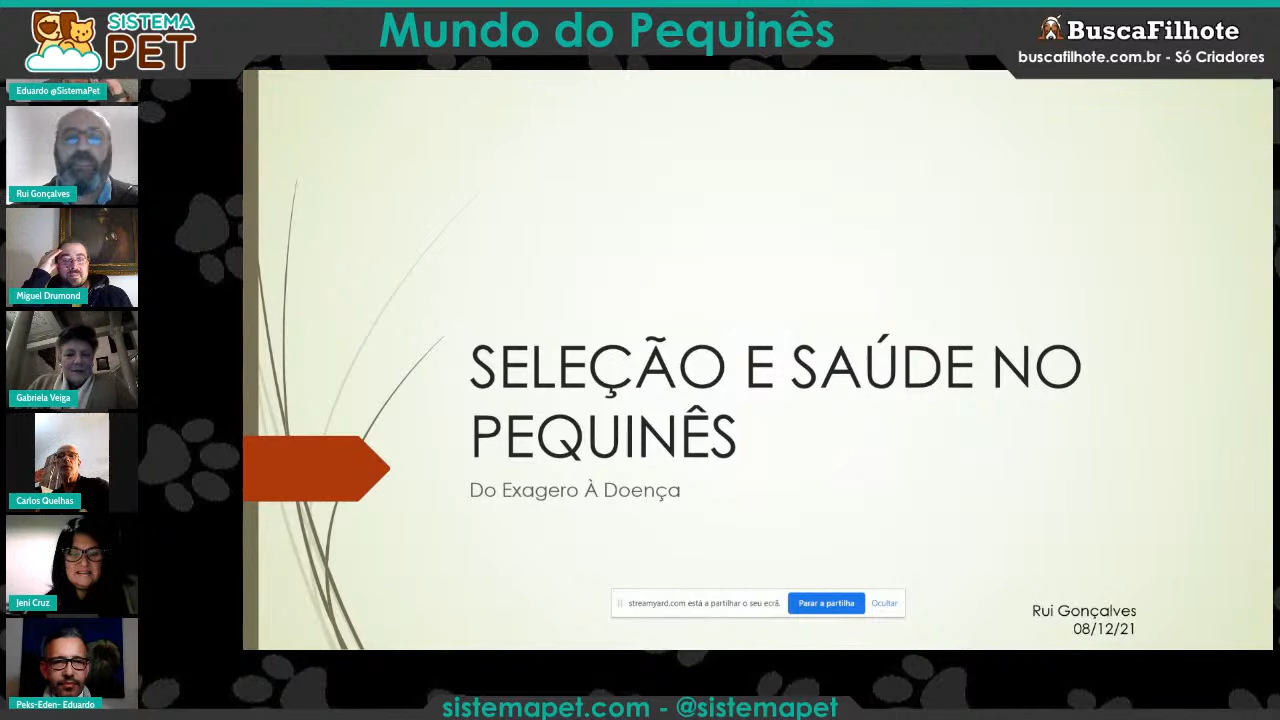 SISTEMA
PET
Mundo do Pequinês
BuscaFilhote
buscafilhote.com.br - Só Criadores
Eduardo @SistemaPet
Rui Gonçalves
Miguel Drumond
Gabriela Veiga
Carlos Quelhas
Jeni Cruz
Peks-Eden- Eduardo
SELEÇÃO E SAÚDE NO
PEQUINÊS
Do Exagero À Doença
streamyard.com está a partilhar o seu ecrã.
Parar a partilha
Ocultar
Rui Gonçalves
08/12/21
sistemapet.com - @sistemapet